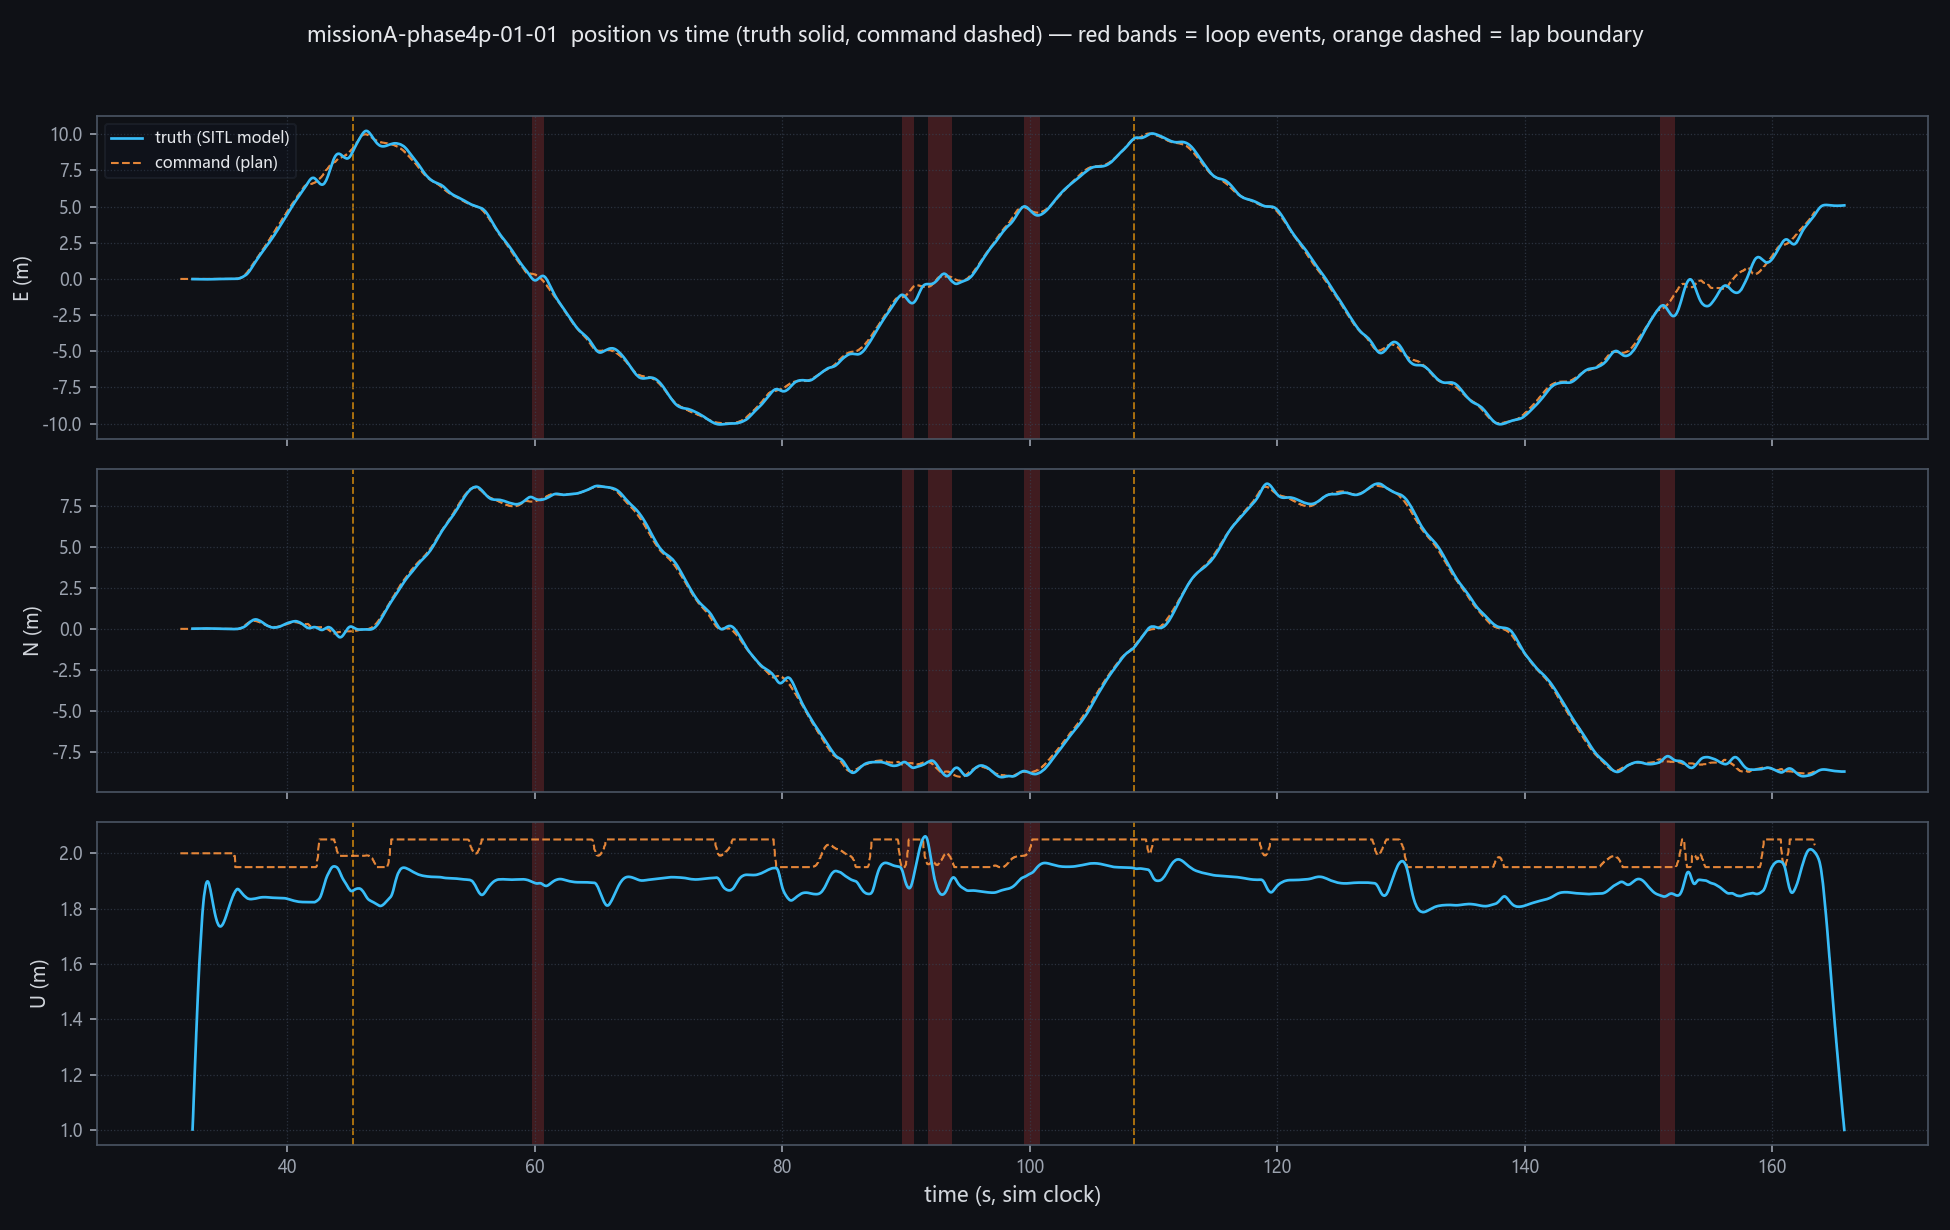 missionA-phase4p-01-01  position vs time (truth solid, command dashed) — red bands = loop events, orange dashed = lap boundary
truth (SITL model)
command (plan)
E (m)
10.0
7.5
5.0
2.5
0.0
-2.5
-5.0
-7.5
-10.0
N (m)
7.5
5.0
2.5
0.0
-2.5
-5.0
-7.5
U (m)
2.0
1.8
1.6
1.4
1.2
1.0
40 60 80 100 120 140 160
time (s, sim clock)